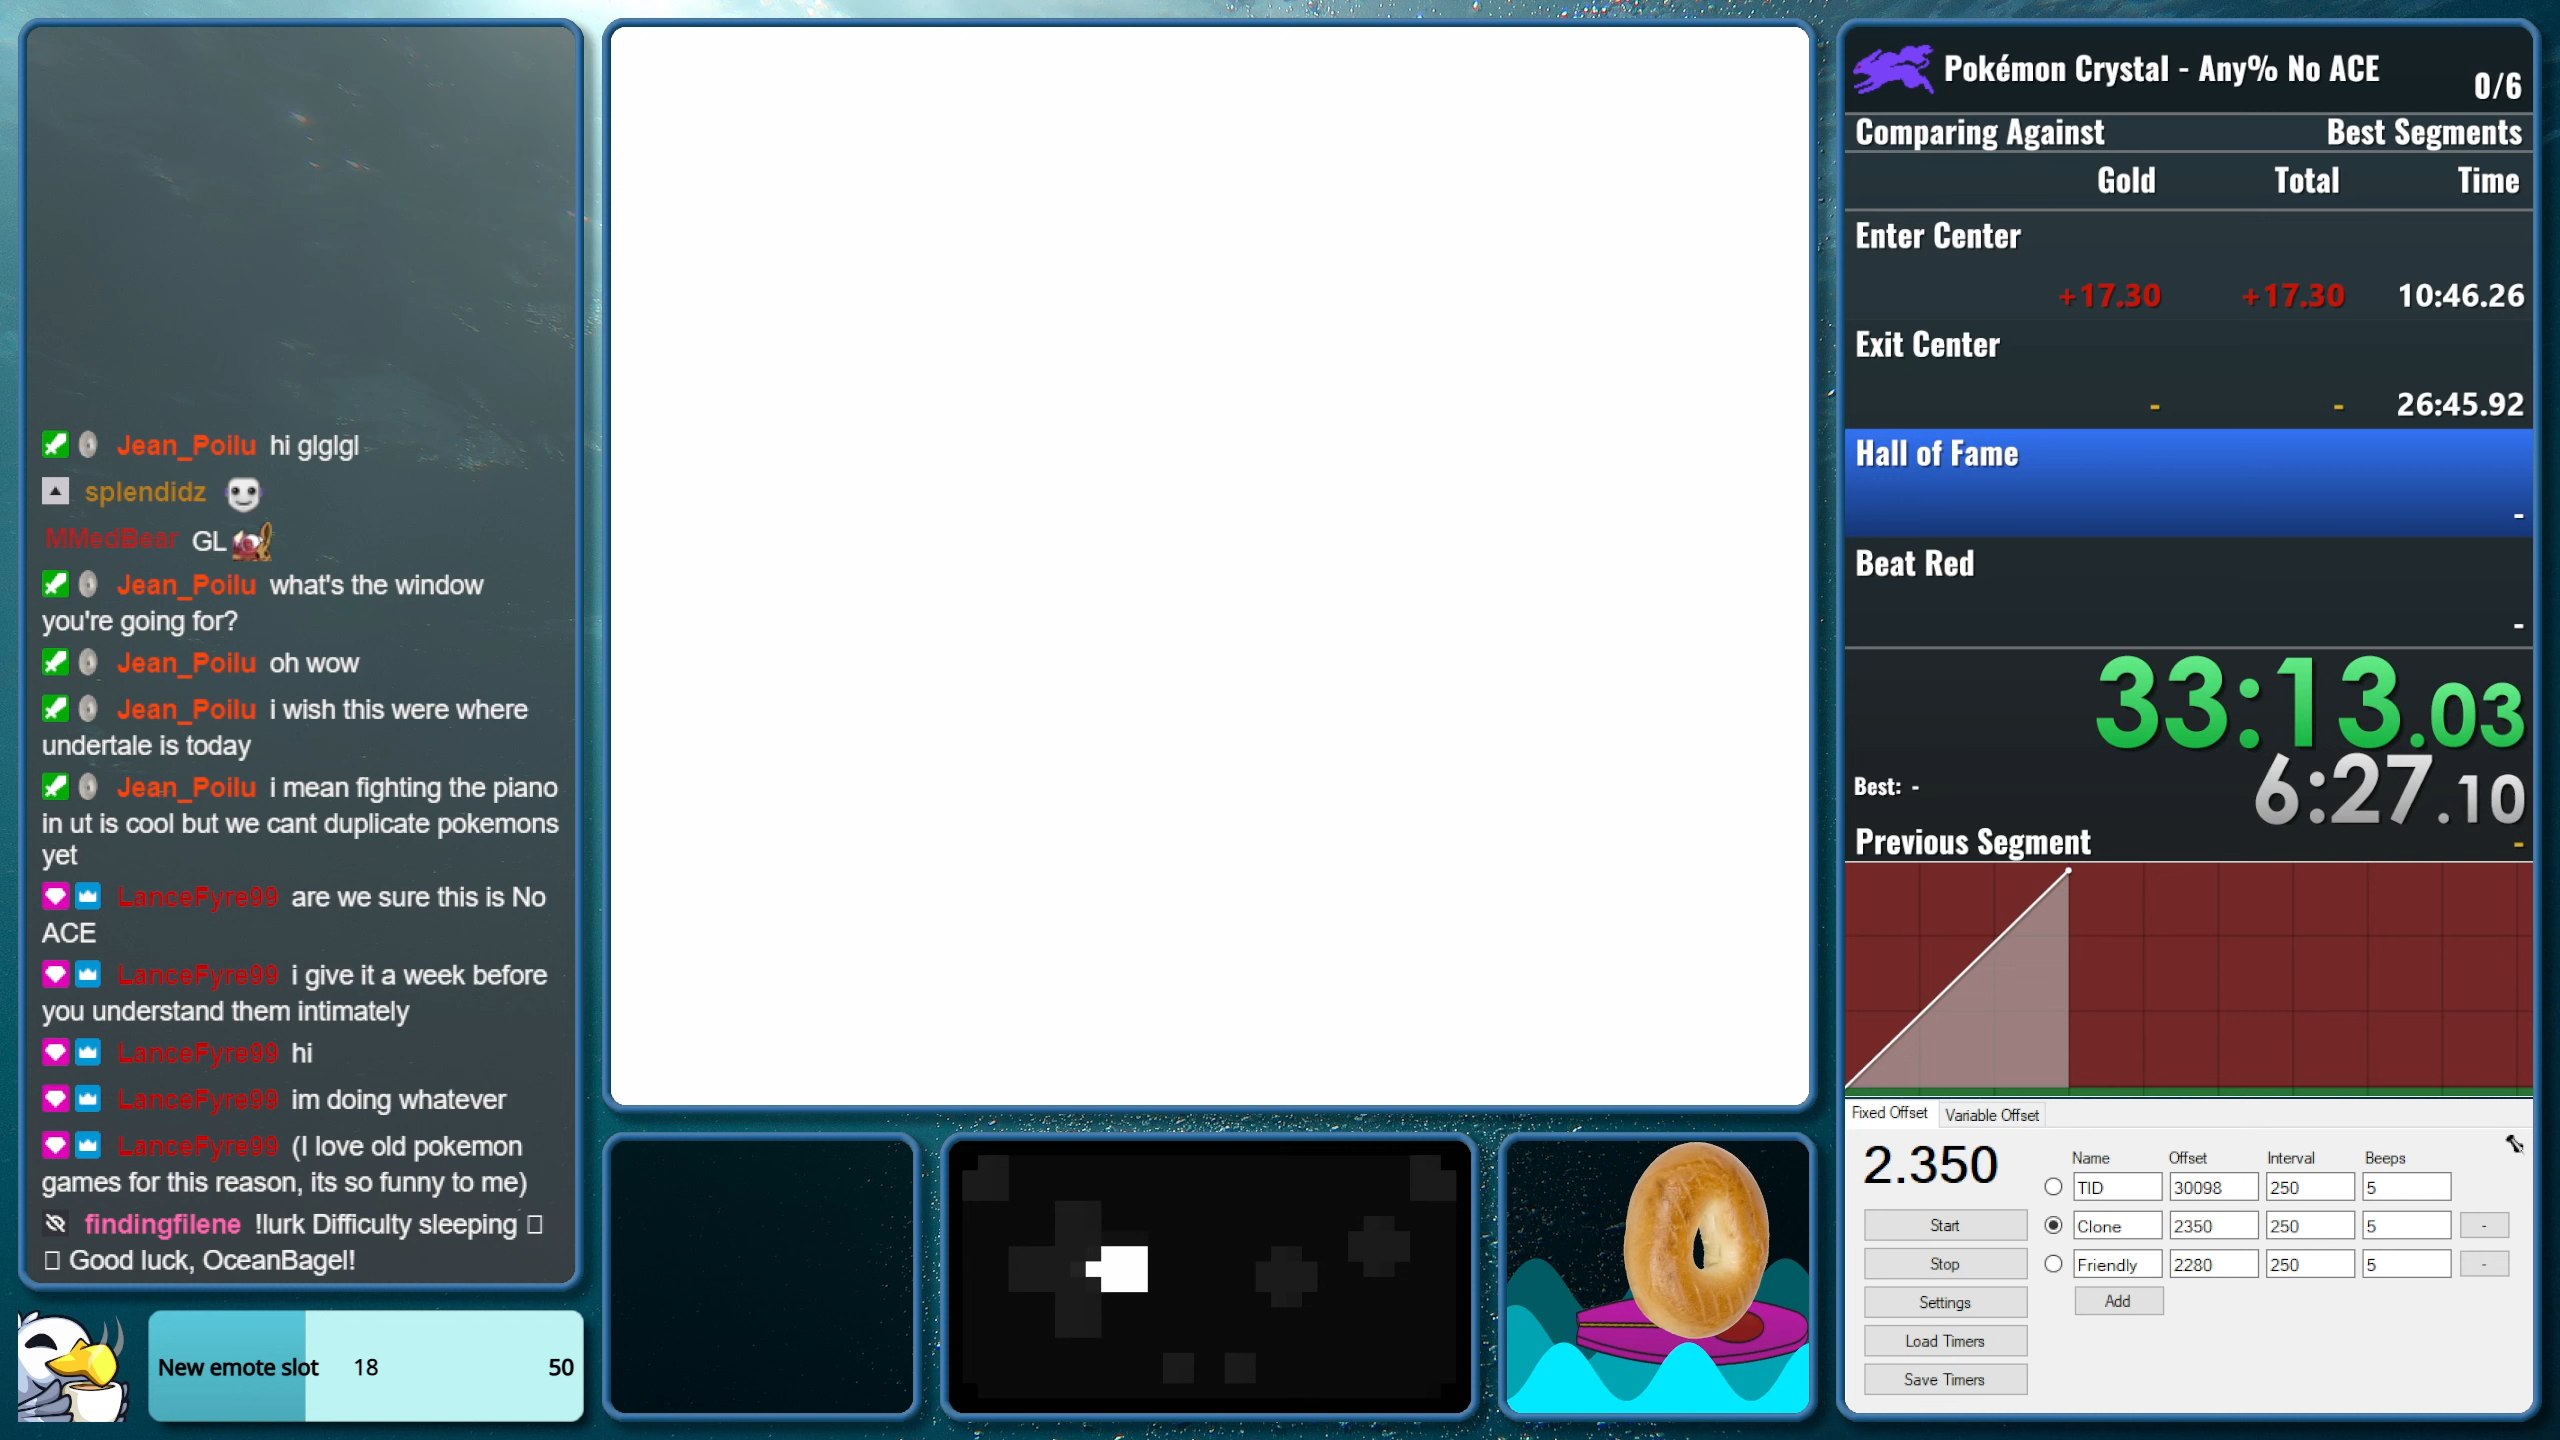 Jean_Poilu hi glglgl
splendidz
MMedBear GL
Jean_Poilu what's the window
you're going for?
Jean_Poilu oh wow
Jean_Poilu i wish this were where
undertale is today
Jean_Poilu i mean fighting the piano
in ut is cool but we cant duplicate pokemons
yet
LanceFyre99 are we sure this is No
ACE
LanceFyre99 i give it a week before
you understand them intimately
LanceFyre99 hi
LanceFyre99 im doing whatever
LanceFyre99 (I love old pokemon
games for this reason, its so funny to me)
findingfilene !lurk Difficulty sleeping
Good luck, OceanBagel!
New emote slot 18 50
Pokémon Crystal - Any% No ACE
0/6
Comparing Against Best Segments
Gold Total Time
Enter Center
+17.30 +17.30 10:46.26
Exit Center
- - 26:45.92
Hall of Fame
-
Beat Red
-
33:13.03
Best: - 6:27.10
Previous Segment -
Fixed Offset Variable Offset
2.350
Name Offset Interval Beeps
TID 30098 250 5
Start Clone 2350 250 5 -
Stop Friendly 2280 250 5 -
Settings Add
Load Timers
Save Timers